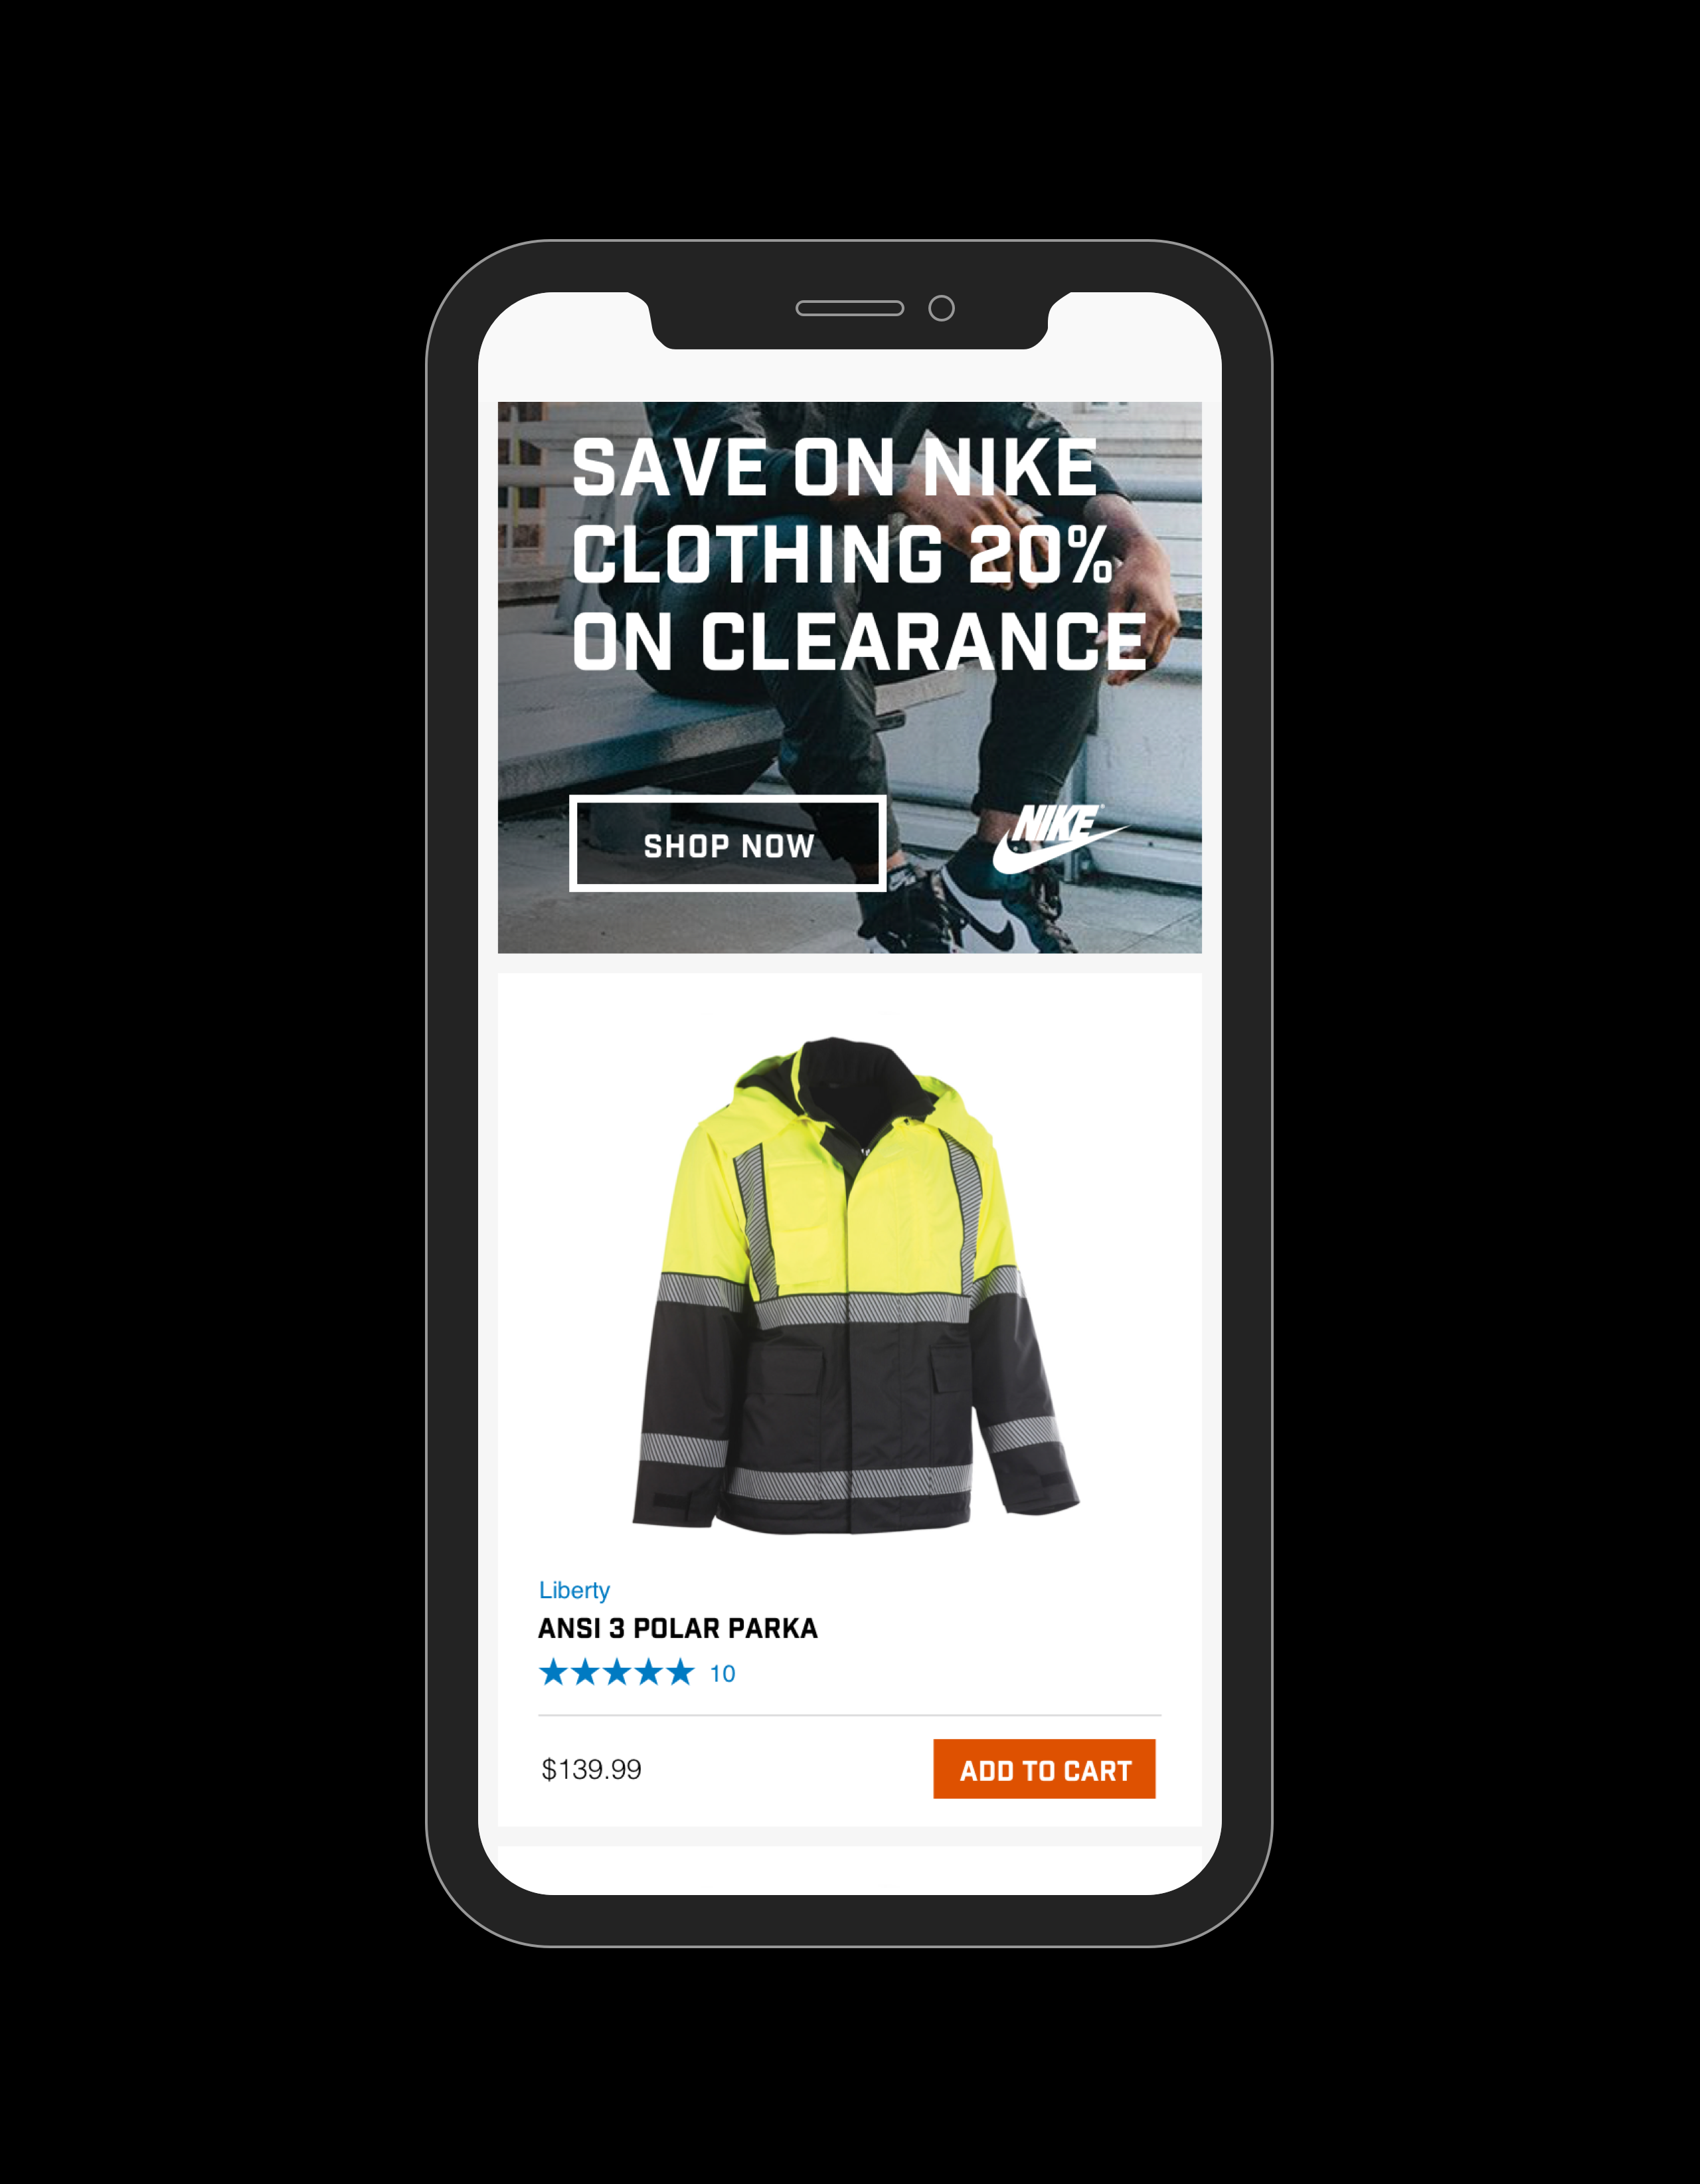 SAVE ON NIKE
CLOTHING 20%
ON CLEARANCE
SHOP NOW
NIKE
Liberty
ANSI 3 POLAR PARKA
10
$139.99
ADD TO CART